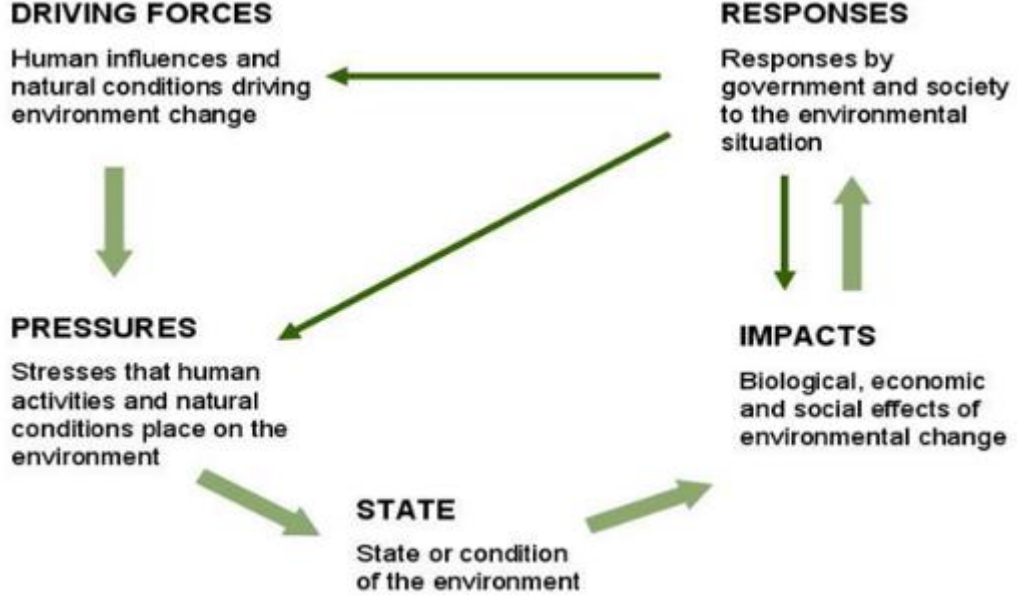 DRIVING FORCES
Human influences and
natural conditions driving
environment change
RESPONSES
Responses by
government and society
to the environmental
situation
PRESSURES
Stresses that human
activities and natural
conditions place on the
environment
IMPACTS
Biological, economic
and social effects of
environmental change
STATE
State or condition
of the environment